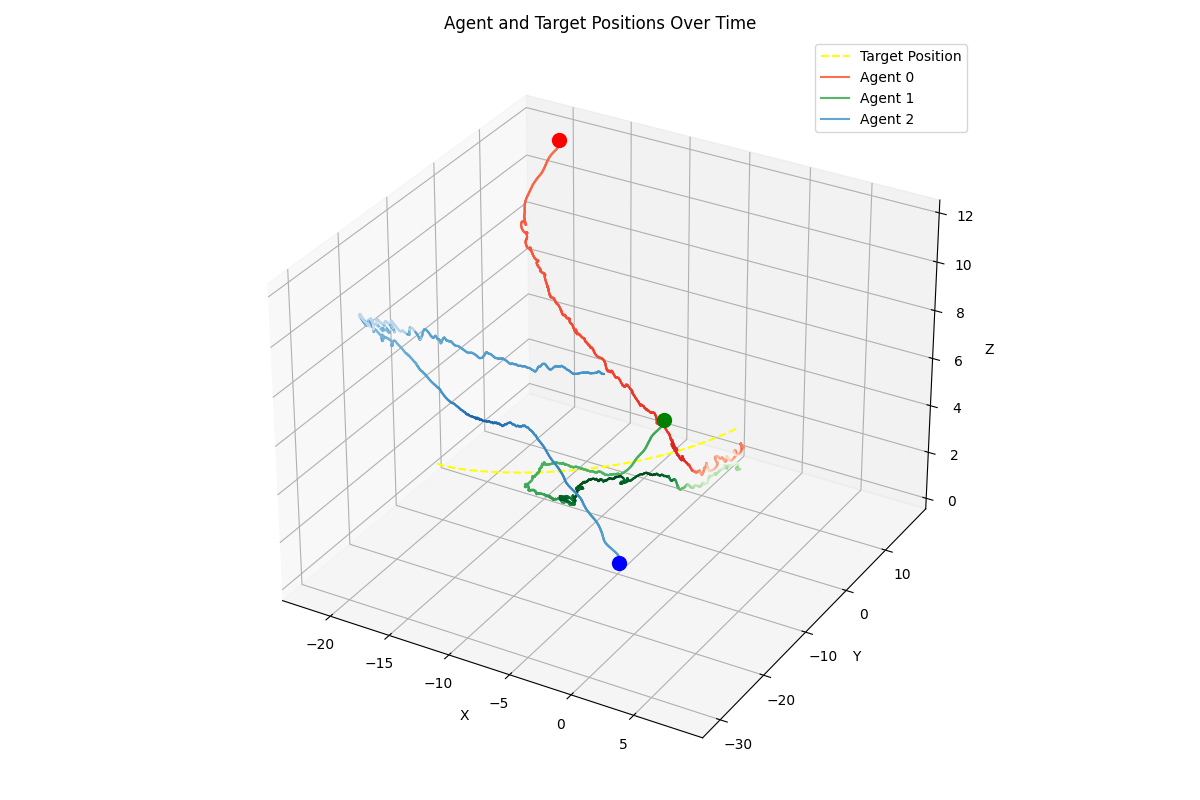 Agent and Target Positions Over Time
Target Position
Agent 0
Agent 1
Agent 2
12
10
8
6
4
2
0
Z
10
0
−10
−20
−30
Y
−20
−15
−10
−5
0
5
X